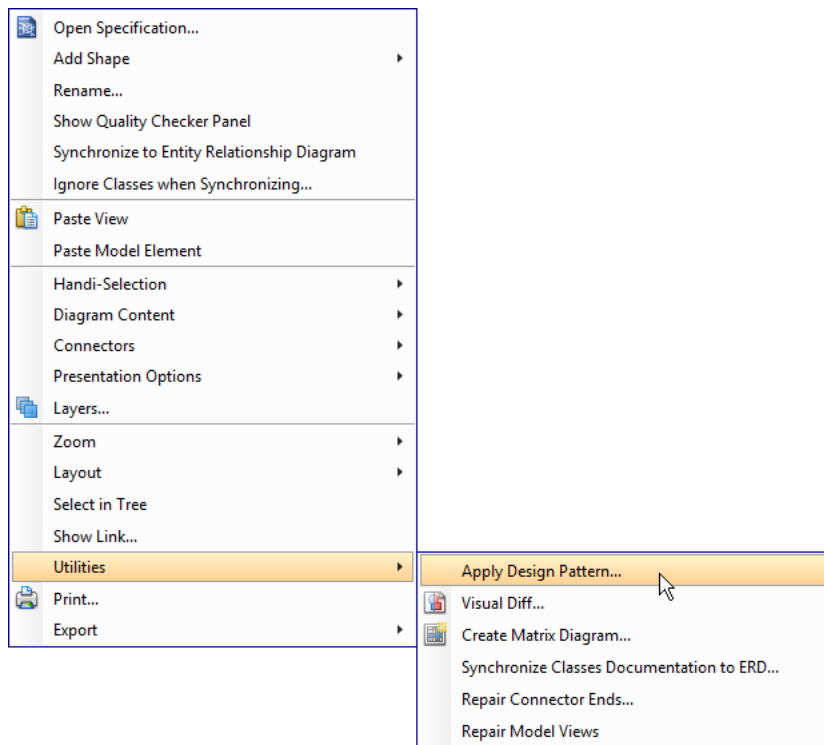 Open Specification...
Add Shape
Rename...
Show Quality Checker Panel
Synchronize to Entity Relationship Diagram
Ignore Classes when Synchronizing...
Paste View
Paste Model Element
Handi-Selection
Diagram Content
Connectors
Presentation Options
Layers...
Zoom
Layout
Select in Tree
Show Link...
Utilities
Print...
Export
Apply Design Pattern...
Visual Diff...
Create Matrix Diagram...
Synchronize Classes Documentation to ERD...
Repair Connector Ends...
Repair Model Views